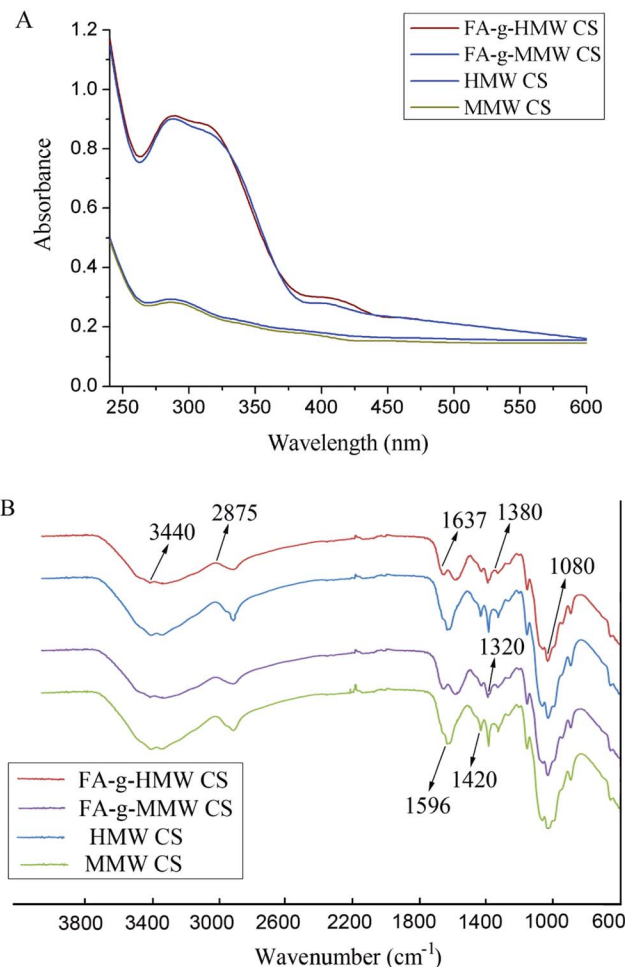 A
FA-g-HMW CS
FA-g-MMW CS
HMW CS
MMW CS
1.2
1.0
0.8
0.6
0.4
0.2
0.0
Absorbance
250 300 350 400 450 500 550 600
Wavelength (nm)
B
3440
2875
1637
1380
1080
1320
1596
1420
FA-g-HMW CS
FA-g-MMW CS
HMW CS
MMW CS
3800 3400 3000 2600 2200 1800 1400 1000 600
Wavenumber (cm⁻¹)